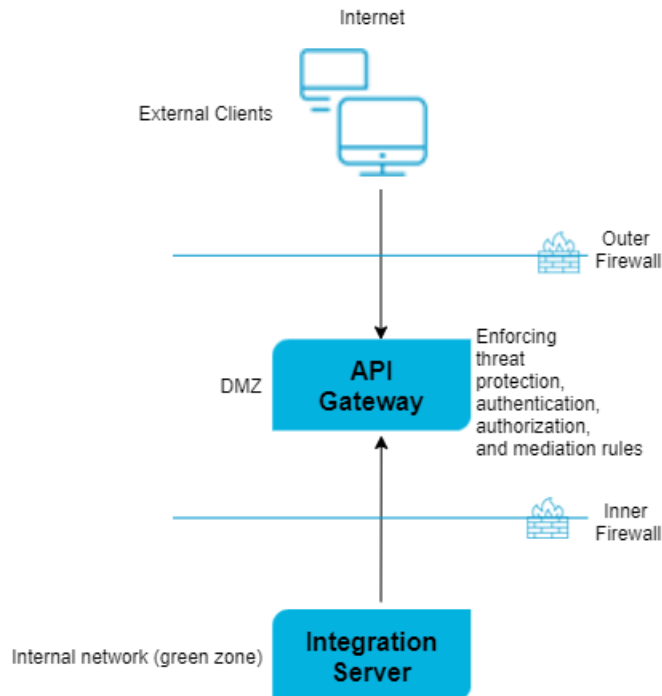 Internet
External Clients
Outer
Firewall
DMZ
API
Gateway
Enforcing
threat
protection,
authentication,
authorization,
and mediation rules
Inner
Firewall
Internal network (green zone)
Integration
Server